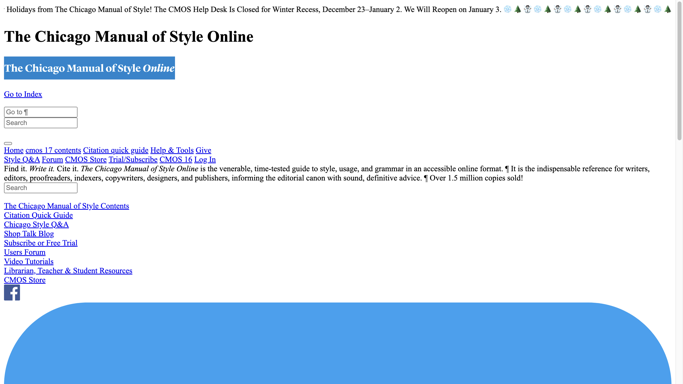 Holidays from The Chicago Manual of Style! The CMOS Help Desk Is Closed for Winter Recess, December 23–January 2. We Will Reopen on January 3. ❄️ 🌲 ☃️ ❄️ 🌲 ☃️ ❄️ 🌲 ☃️ ❄️ 🌲 ☃️ ❄️ 🌲 ☃️ ❄️ 🌲
The Chicago Manual of Style Online
The Chicago Manual of Style Online
Go to Index
Go to ¶
Search
Home cmos 17 contents Citation quick guide Help & Tools Give
Style Q&A Forum CMOS Store Trial/Subscribe CMOS 16 Log In
Find it. Write it. Cite it. The Chicago Manual of Style Online is the venerable, time-tested guide to style, usage, and grammar in an accessible online format. ¶ It is the indispensable reference for writers,
editors, proofreaders, indexers, copywriters, designers, and publishers, informing the editorial canon with sound, definitive advice. ¶ Over 1.5 million copies sold!
Search
The Chicago Manual of Style Contents
Citation Quick Guide
Chicago Style Q&A
Shop Talk Blog
Subscribe or Free Trial
Users Forum
Video Tutorials
Librarian, Teacher & Student Resources
CMOS Store